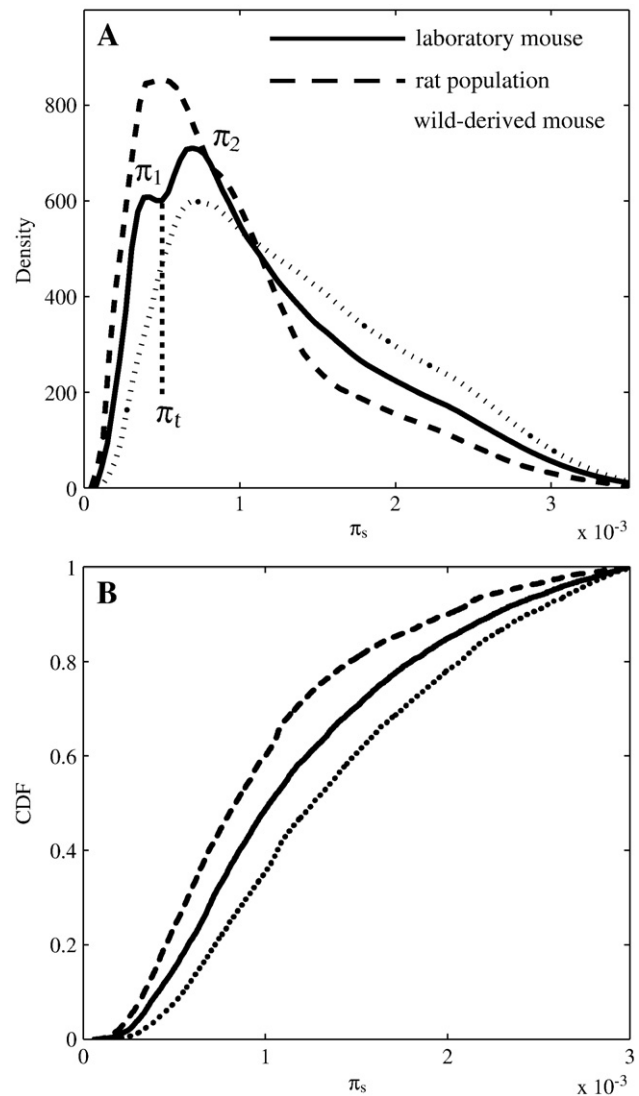 A
laboratory mouse
rat population
wild-derived mouse
π₁
π₂
πₜ
Density
800
600
400
200
0
0
1
2
3
πₛ
x 10⁻³
B
CDF
1
0.8
0.6
0.4
0.2
0
0
1
2
3
πₛ
x 10⁻³